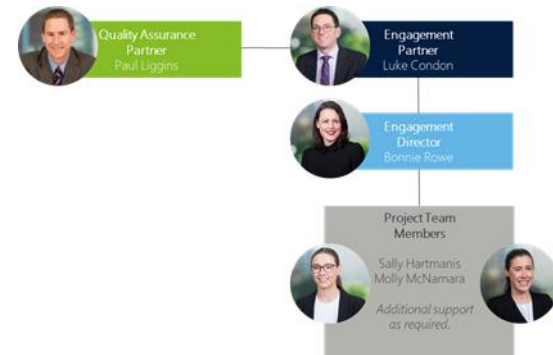 Quality Assurance
Partner
Paul Liggins
Engagement
Partner
Luke Condon
Engagement
Director
Bonnie Rowe
Project Team
Members
Sally Hartmanis
Molly McNamara
Additional support
as required.